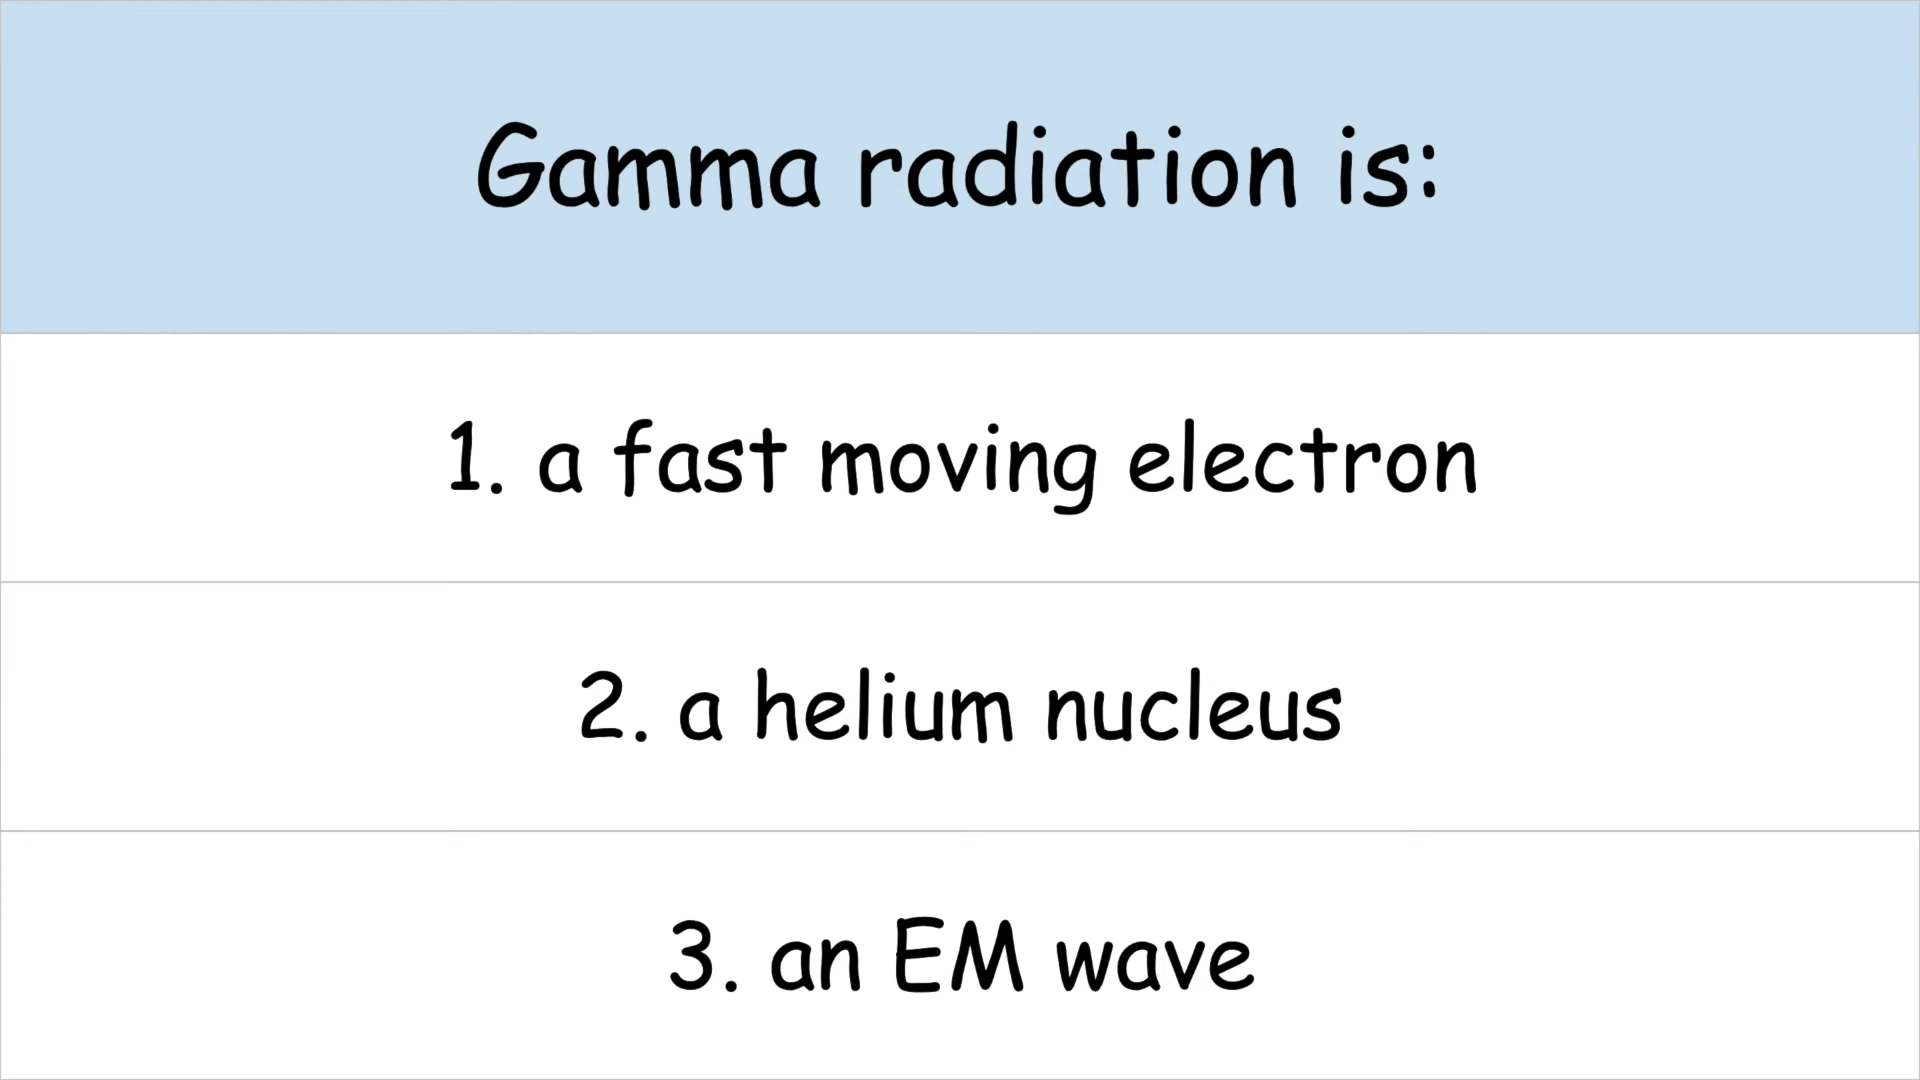 Gamma radiation is:
1. a fast moving electron
2. a helium nucleus
3. an EM wave